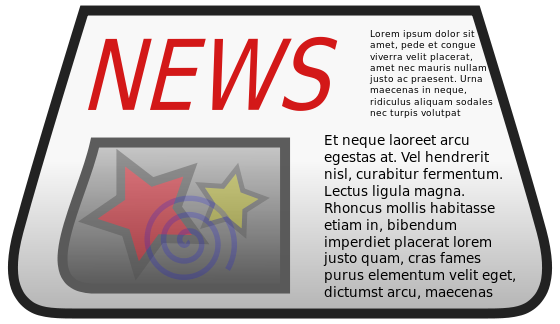 NEWS
Lorem ipsum dolor sit
amet, pede et congue
viverra velit placerat,
amet nec mauris nullam
justo ac praesent. Urna
maecenas in neque,
ridiculus aliquam sodales
nec turpis volutpat
Et neque laoreet arcu
egestas at. Vel hendrerit
nisl, curabitur fermentum.
Lectus ligula magna.
Rhoncus mollis habitasse
etiam in, bibendum
imperdiet placerat lorem
justo quam, cras fames
purus elementum velit eget,
dictumst arcu, maecenas